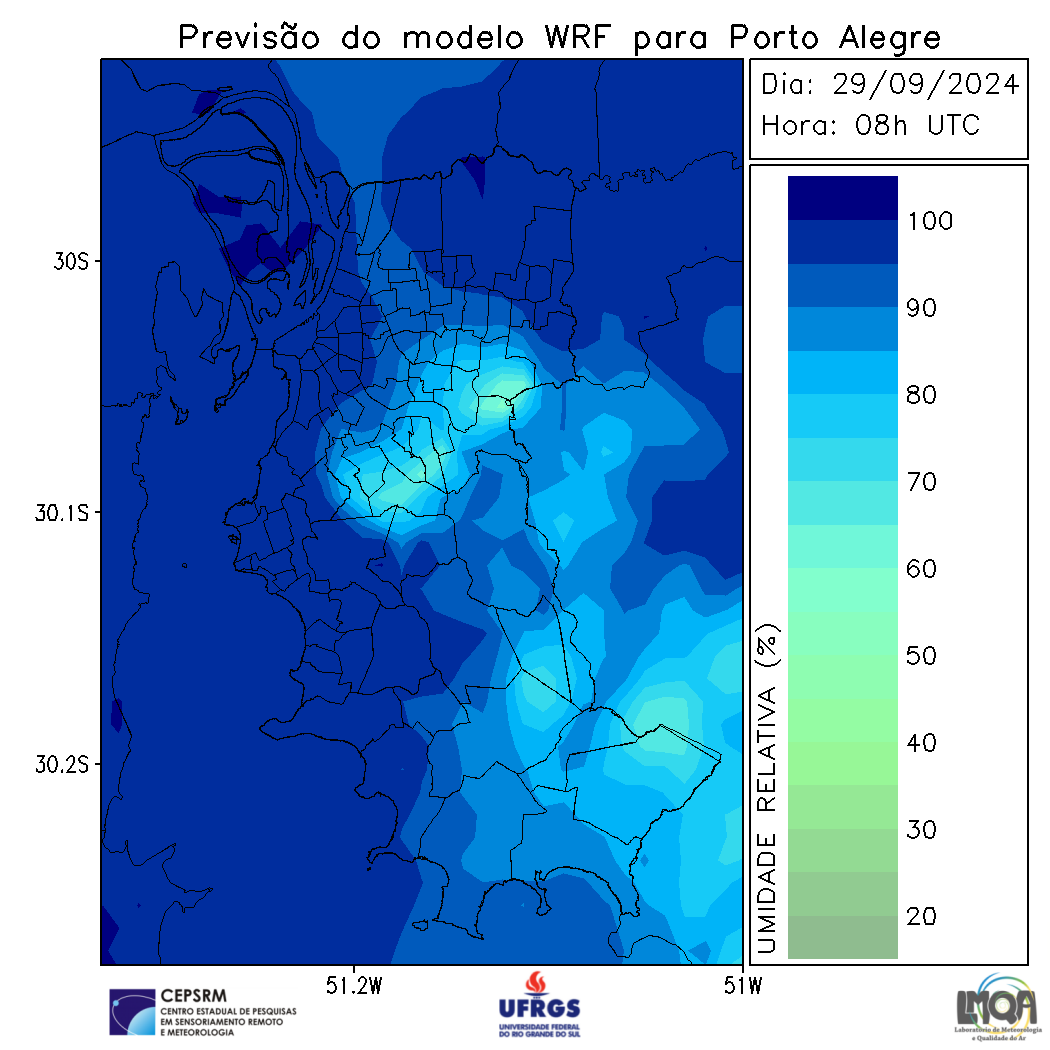 Previsão do modelo WRF para Porto Alegre
Dia: 29/09/2024
Hora: 08h UTC
30S
30.1S
30.2S
51.2W
51W
UMIDADE RELATIVA (%)
100
90
80
70
60
50
40
30
20
CEPSRM
CENTRO ESTADUAL DE PESQUISAS
EM SENSORIAMENTO REMOTO
E METEOROLOGIA
UFRGS
UNIVERSIDADE FEDERAL
DO RIO GRANDE DO SUL
LMQA
Laboratório de Meteorologia
e Qualidade do Ar